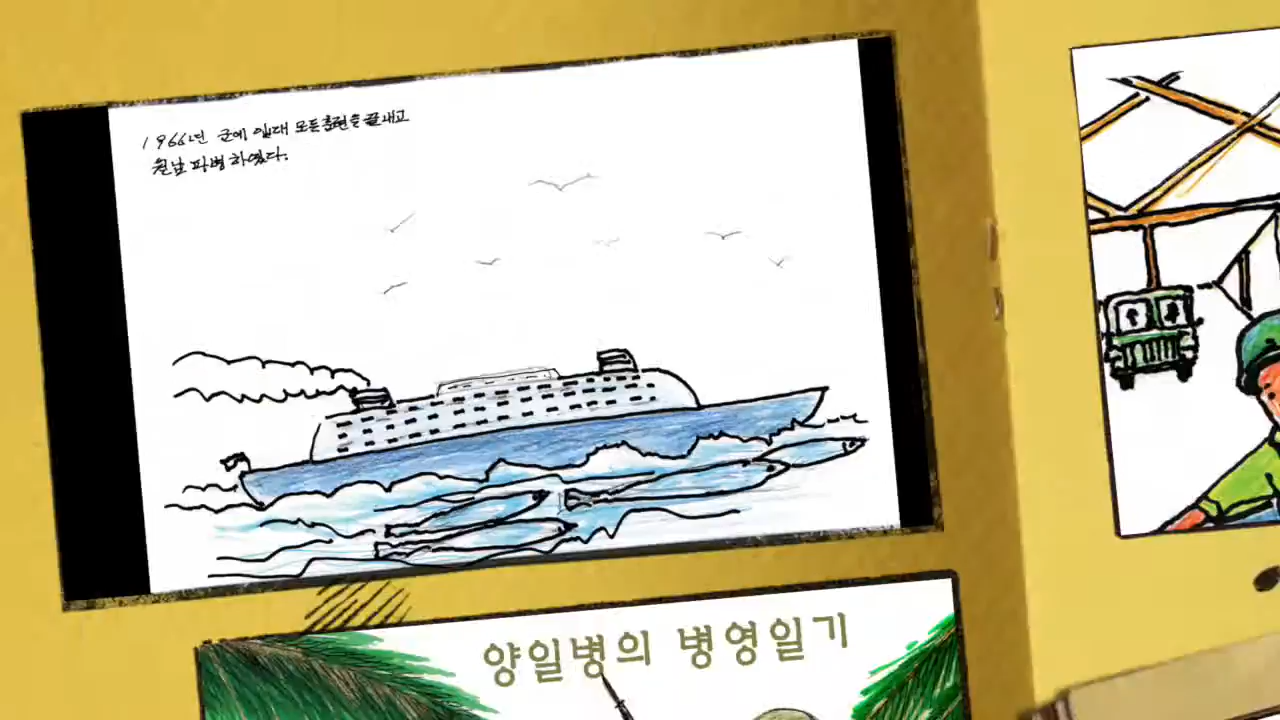 1966년 군에 입대 모든 훈련을 끝내고
월남 파병 하였다.
양일병의 병영일기